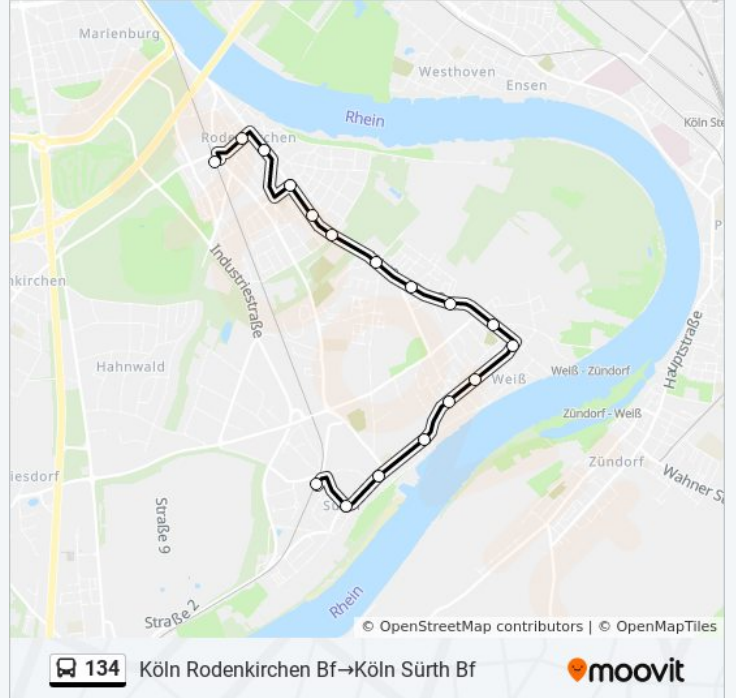 Marienburg
Westhoven
Ensen
Rhein
Köln Ste
Rodenkirchen
P
Industriestraße
nkirchen
Hauptstraße
Hahnwald
Weiß
Weiß - Zündorf
Zündorf - Weiß
Zündorf
Wahner St
iesdorf
Straße 9
Sürth
Rhein
Straße 2
© OpenStreetMap contributors | © OpenMapTiles
134 Köln Rodenkirchen Bf→Köln Sürth Bf
moovit